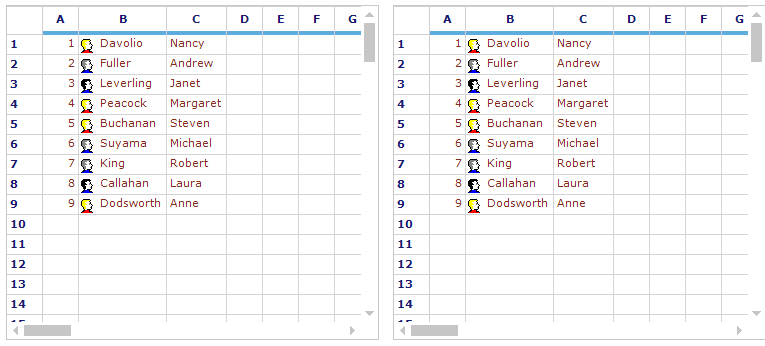 A B C D E F G
1 1 Davolio Nancy
2 2 Fuller Andrew
3 3 Leverling Janet
4 4 Peacock Margaret
5 5 Buchanan Steven
6 6 Suyama Michael
7 7 King Robert
8 8 Callahan Laura
9 9 Dodsworth Anne
10
11
12
13
14
15
A B C D E F G
1 1 Davolio Nancy
2 2 Fuller Andrew
3 3 Leverling Janet
4 4 Peacock Margaret
5 5 Buchanan Steven
6 6 Suyama Michael
7 7 King Robert
8 8 Callahan Laura
9 9 Dodsworth Anne
10
11
12
13
14
15